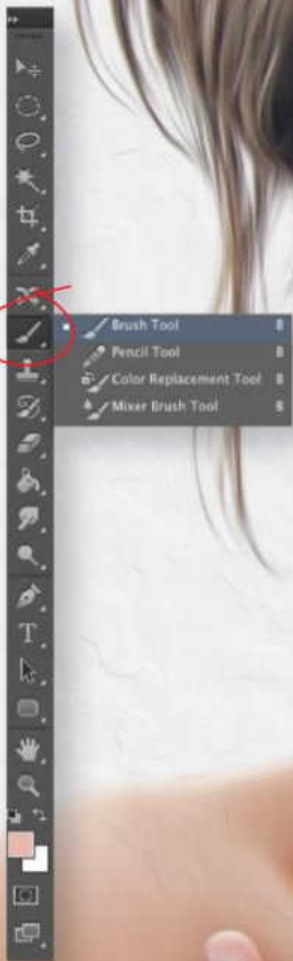 Brush Tool B
Pencil Tool B
Color Replacement Tool B
Mixer Brush Tool B
T